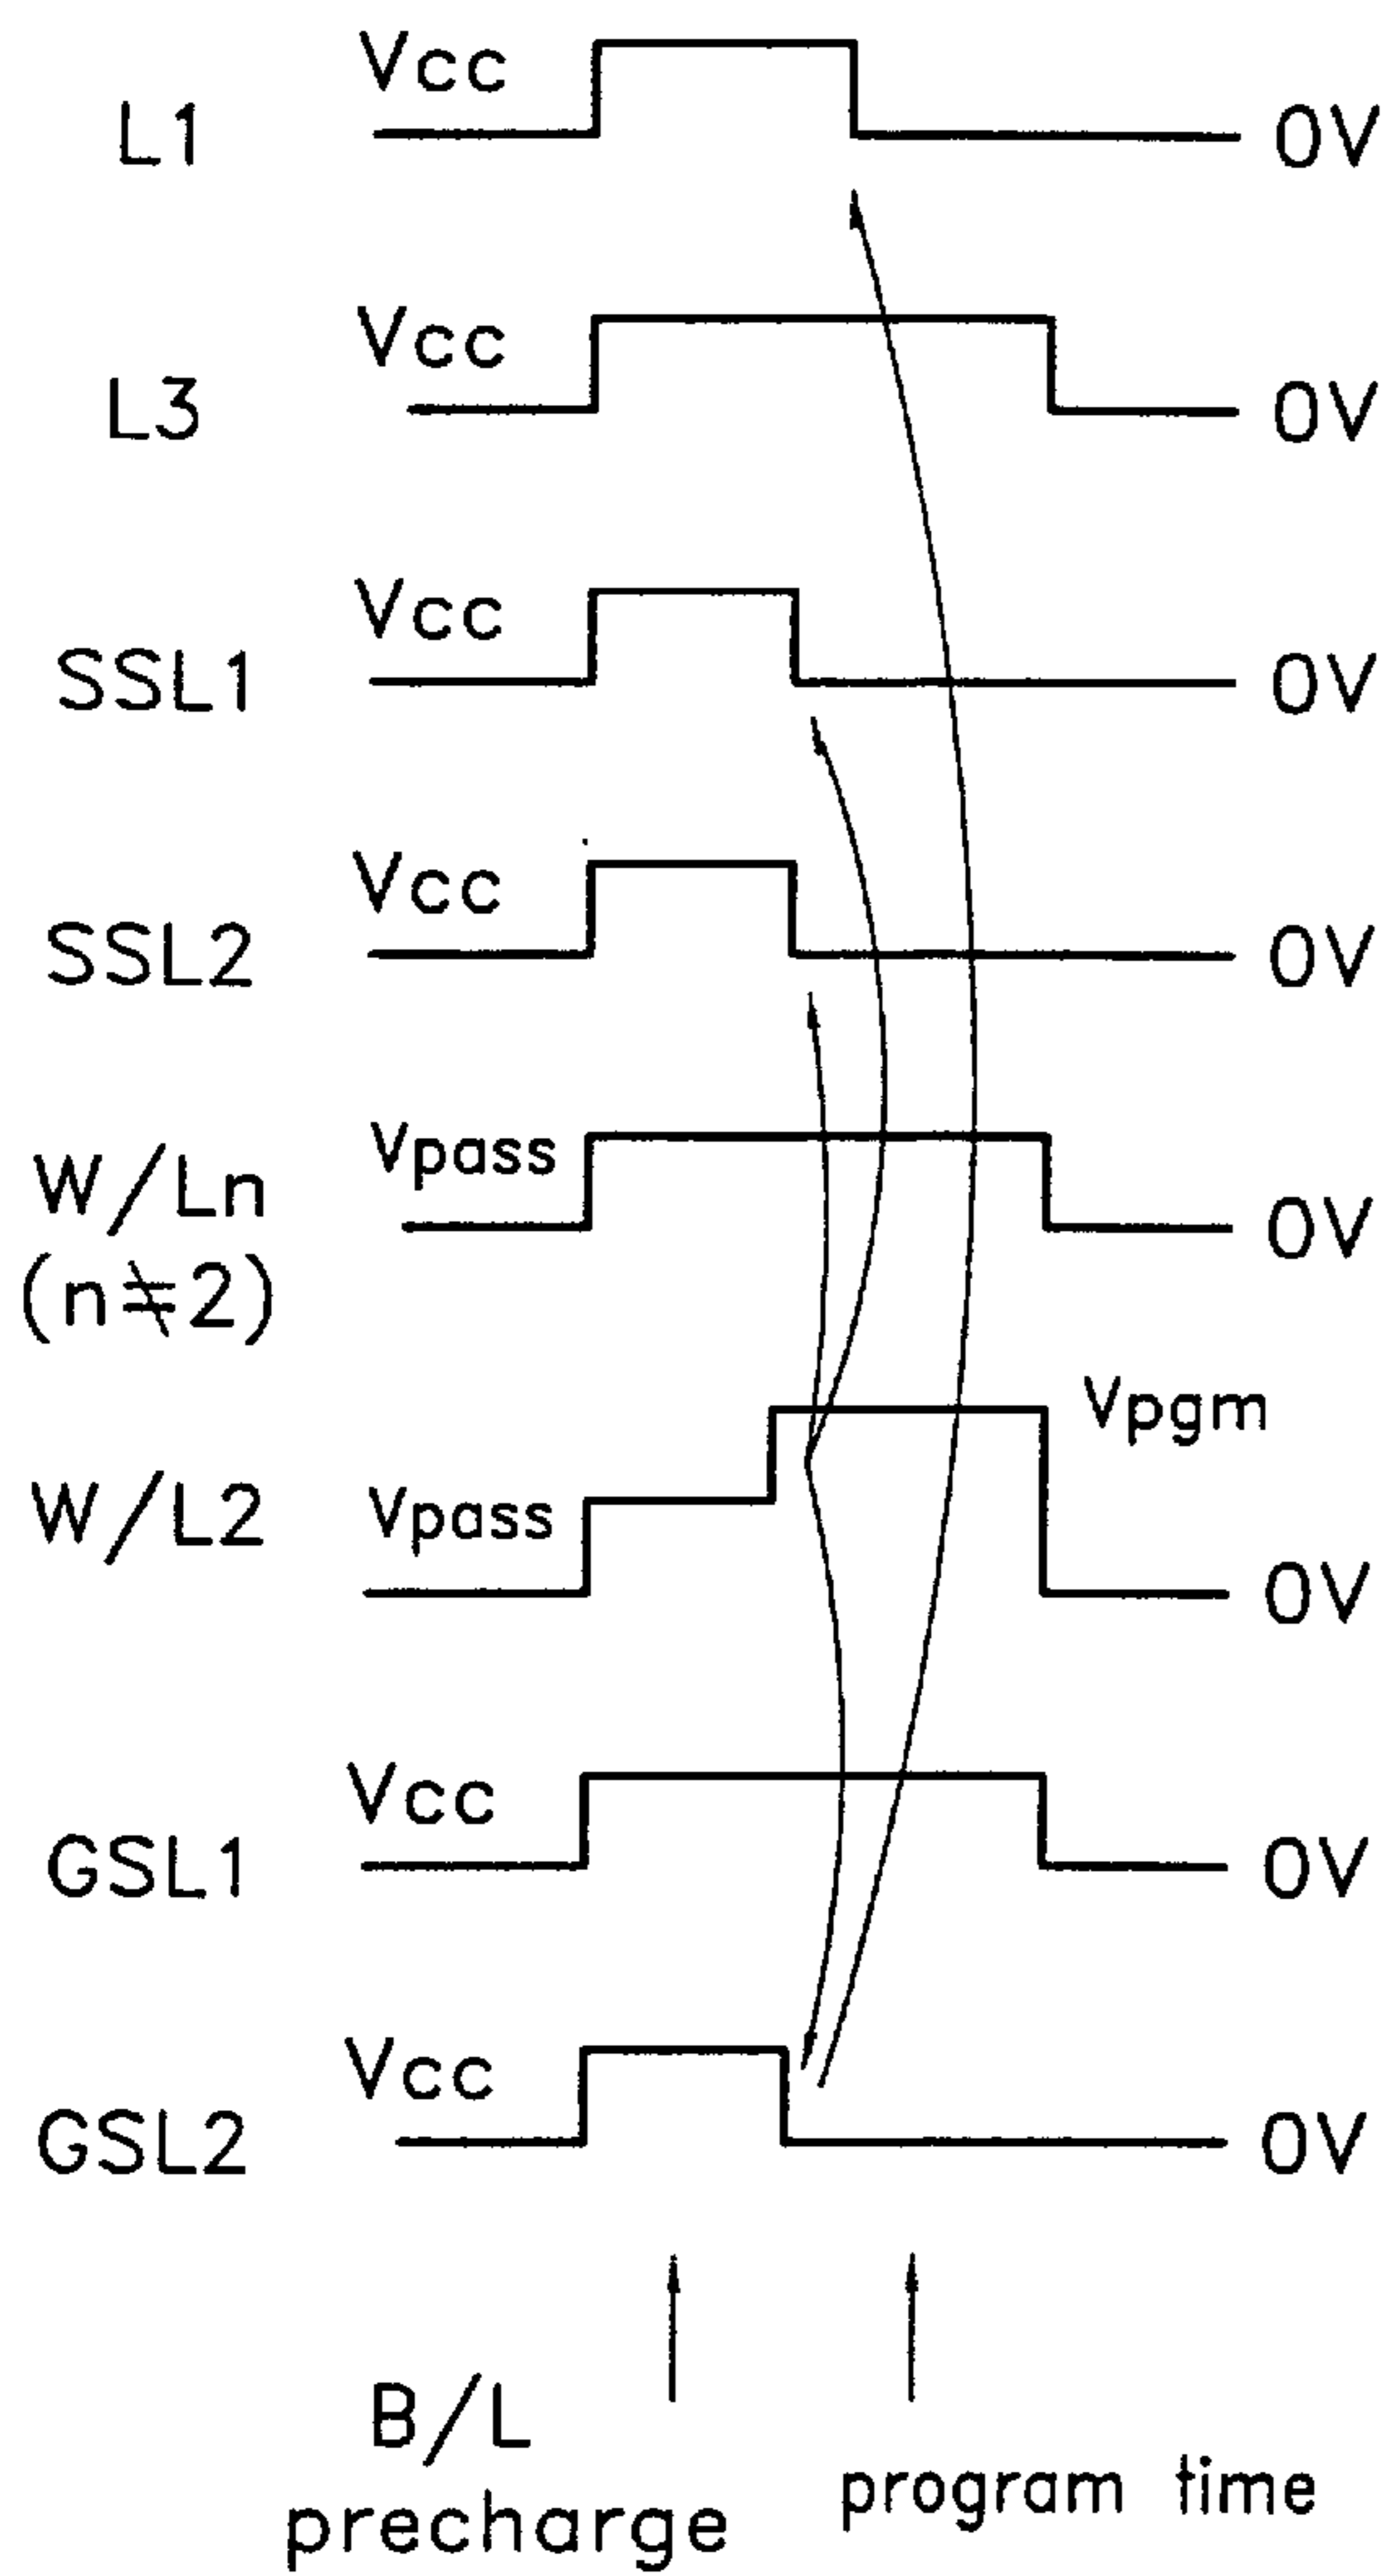 Vcc
L1 0V
Vcc
L3 0V
Vcc
SSL1 0V
Vcc
SSL2 0V
Vpass
W/Ln 0V
(n≠2)
Vpgm
W/L2 Vpass
0V
Vcc
GSL1 0V
Vcc
GSL2 0V
B/L
precharge
program time